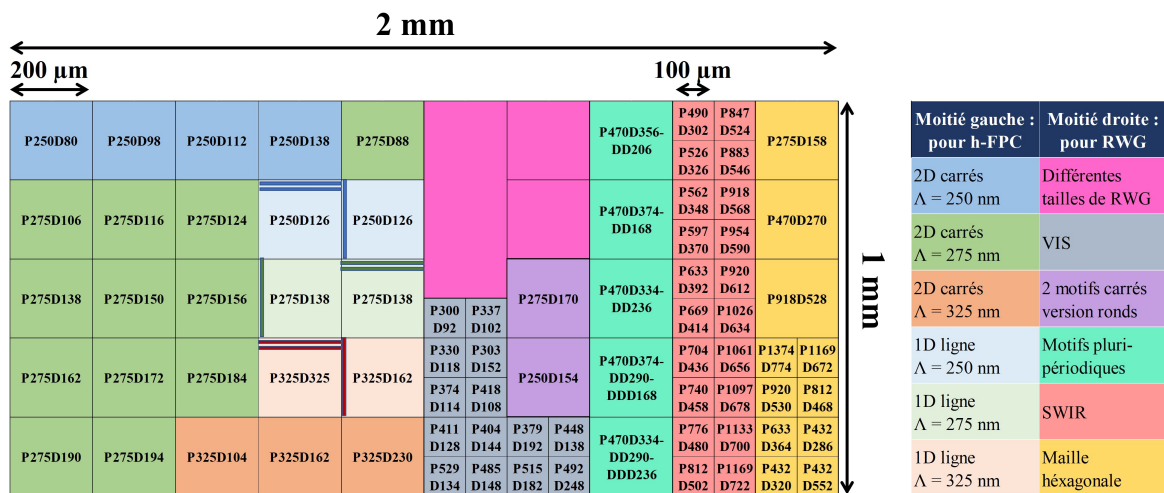 2 mm
200 µm
100 µm
P250D80
P250D98
P250D112
P250D138
P275D88
P470D356-
DD206
P490
D302
P847
D524
P526
D326
P883
D546
P275D158
P275D106
P275D116
P275D124
P250D126
P250D126
P470D374-
DD168
P562
D348
P918
D568
P597
D370
P954
D590
P470D270
P275D138
P275D150
P275D156
P275D138
P275D138
P300
D92
P337
D102
P275D170
P470D334-
DD236
P633
D392
P920
D612
P669
D414
P1026
D634
P918D528
P275D162
P275D172
P275D184
P325D325
P325D162
P330
D118
P303
D152
P374
D114
P418
D108
P250D154
P470D374-
DD290-
DDD168
P704
D436
P1061
D656
P740
D458
P1097
D678
P1374
D774
P1169
D672
P920
D530
P812
D468
P275D190
P275D194
P325D104
P325D162
P325D230
P411
D128
P404
D144
P379
D192
P448
D138
P529
D134
P485
D148
P515
D182
P492
D248
P470D334-
DD290-
DDD236
P776
D480
P1133
D700
P812
D502
P1169
D722
P633
D364
P432
D286
P432
D320
P432
D552
1 mm
Moitié gauche :
pour h-FPC
Moitié droite :
pour RWG
2D carrés
Λ = 250 nm
Différentes
tailles de RWG
2D carrés
Λ = 275 nm
VIS
2D carrés
Λ = 325 nm
2 motifs carrés
version ronds
1D ligne
Λ = 250 nm
Motifs pluri-
périodiques
1D ligne
Λ = 275 nm
SWIR
1D ligne
Λ = 325 nm
Maille
héxagonale